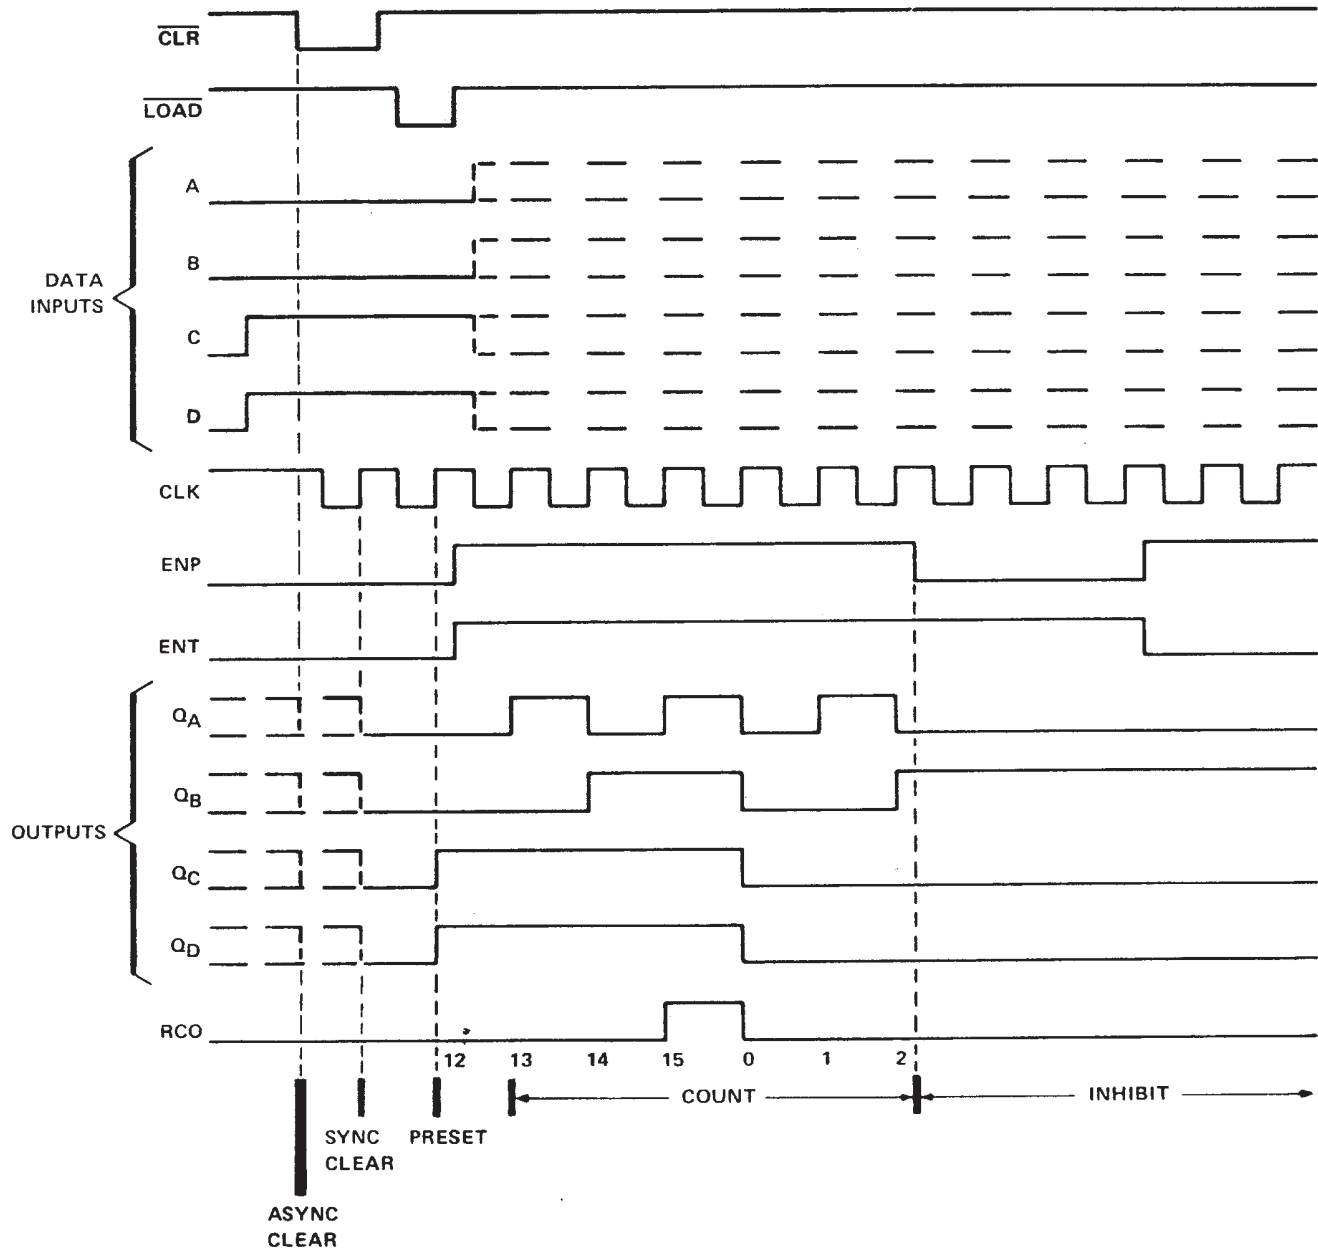 CLR
LOAD
A
B
DATA
INPUTS
C
D
CLK
ENP
ENT
QA
QB
OUTPUTS
QC
QD
RCO
12 13 14 15 0 1 2
COUNT INHIBIT
SYNC
CLEAR
PRESET
ASYNC
CLEAR